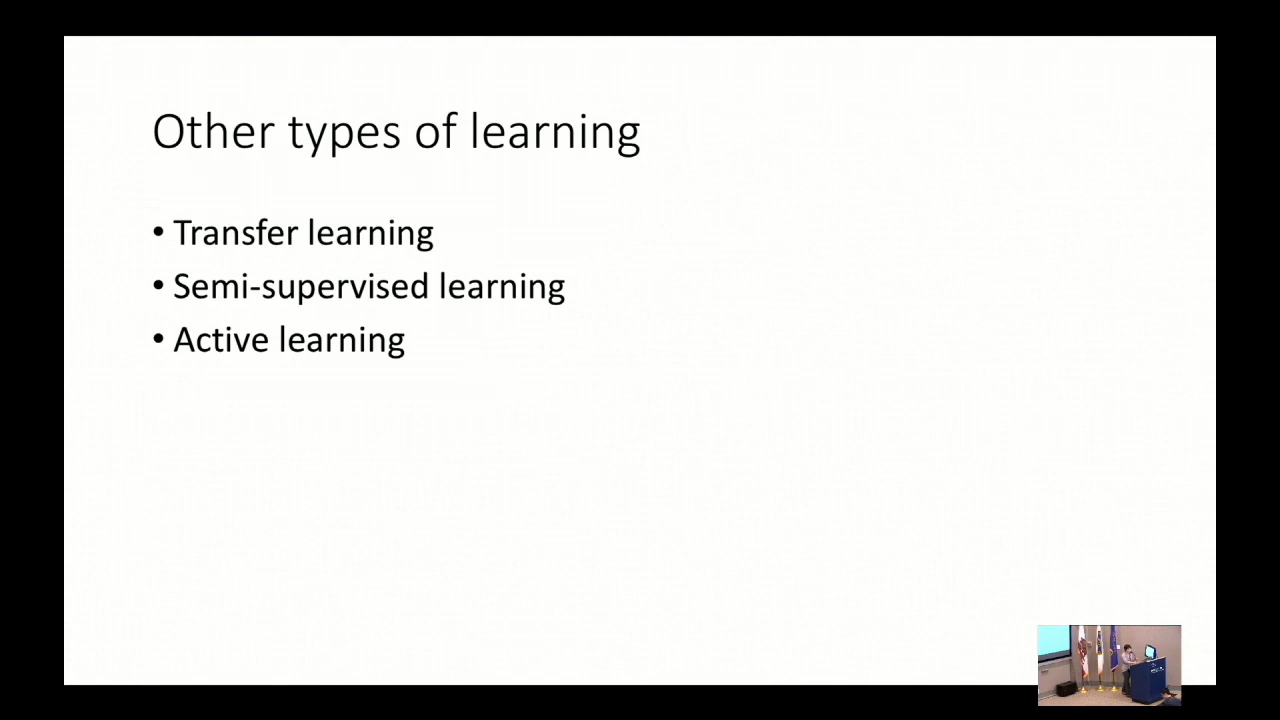 Other types of learning
• Transfer learning
• Semi-supervised learning
• Active learning